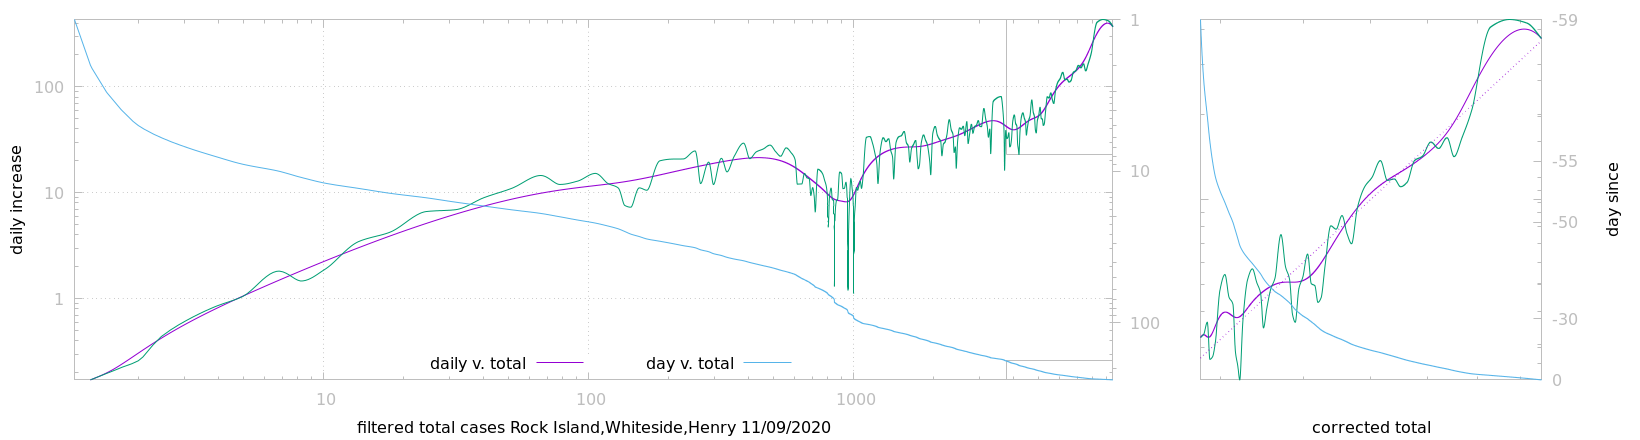 daily increase
100
10
1
daily v. total
day v. total
10
100
1000
filtered total cases Rock Island,Whiteside,Henry 11/09/2020
1
10
100
-59
-55
-50
-30
0
day since
corrected total